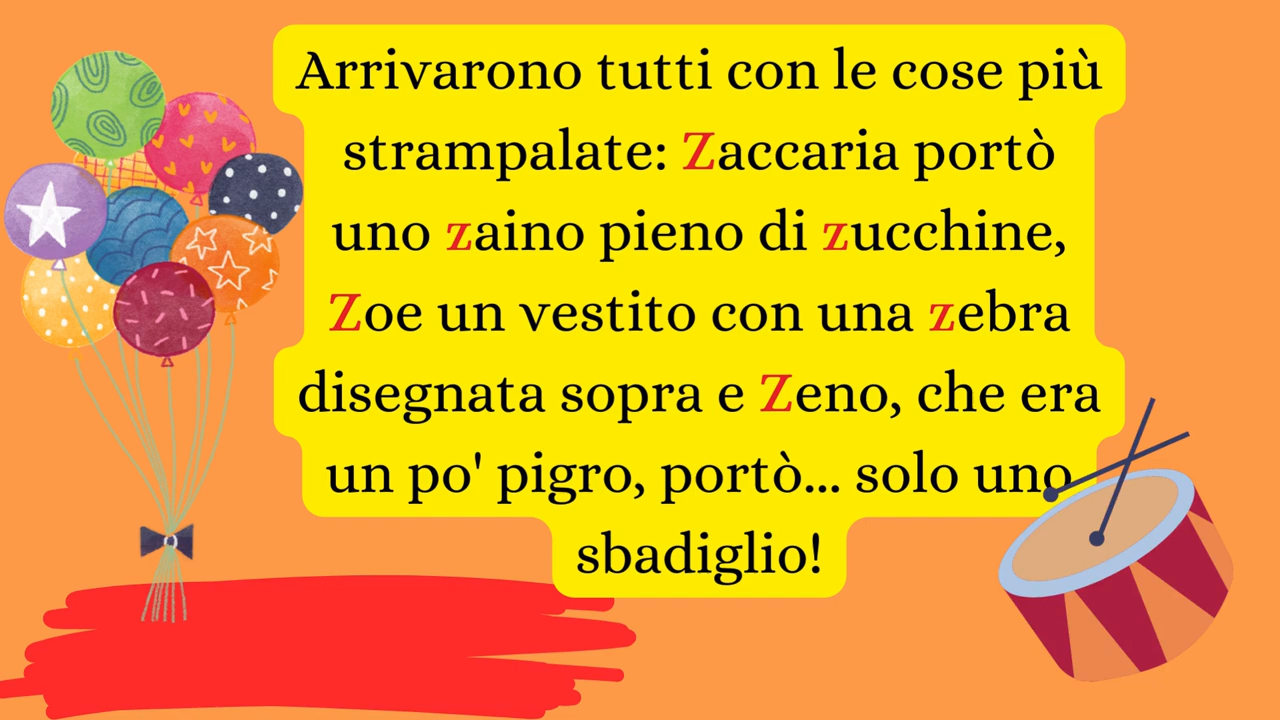 Arrivarono tutti con le cose più
strampalate: Zaccaria portò
uno zaino pieno di zucchine,
Zoe un vestito con una zebra
disegnata sopra e Zeno, che era
un po' pigro, portò... solo uno
sbadiglio!